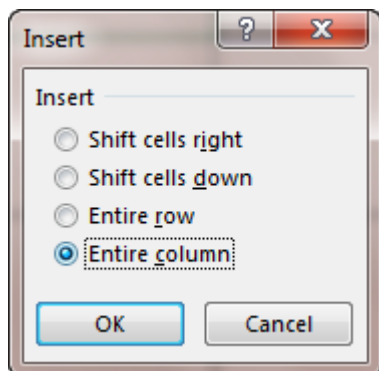 Insert
Insert
Shift cells right
Shift cells down
Entire row
Entire column
OK
Cancel